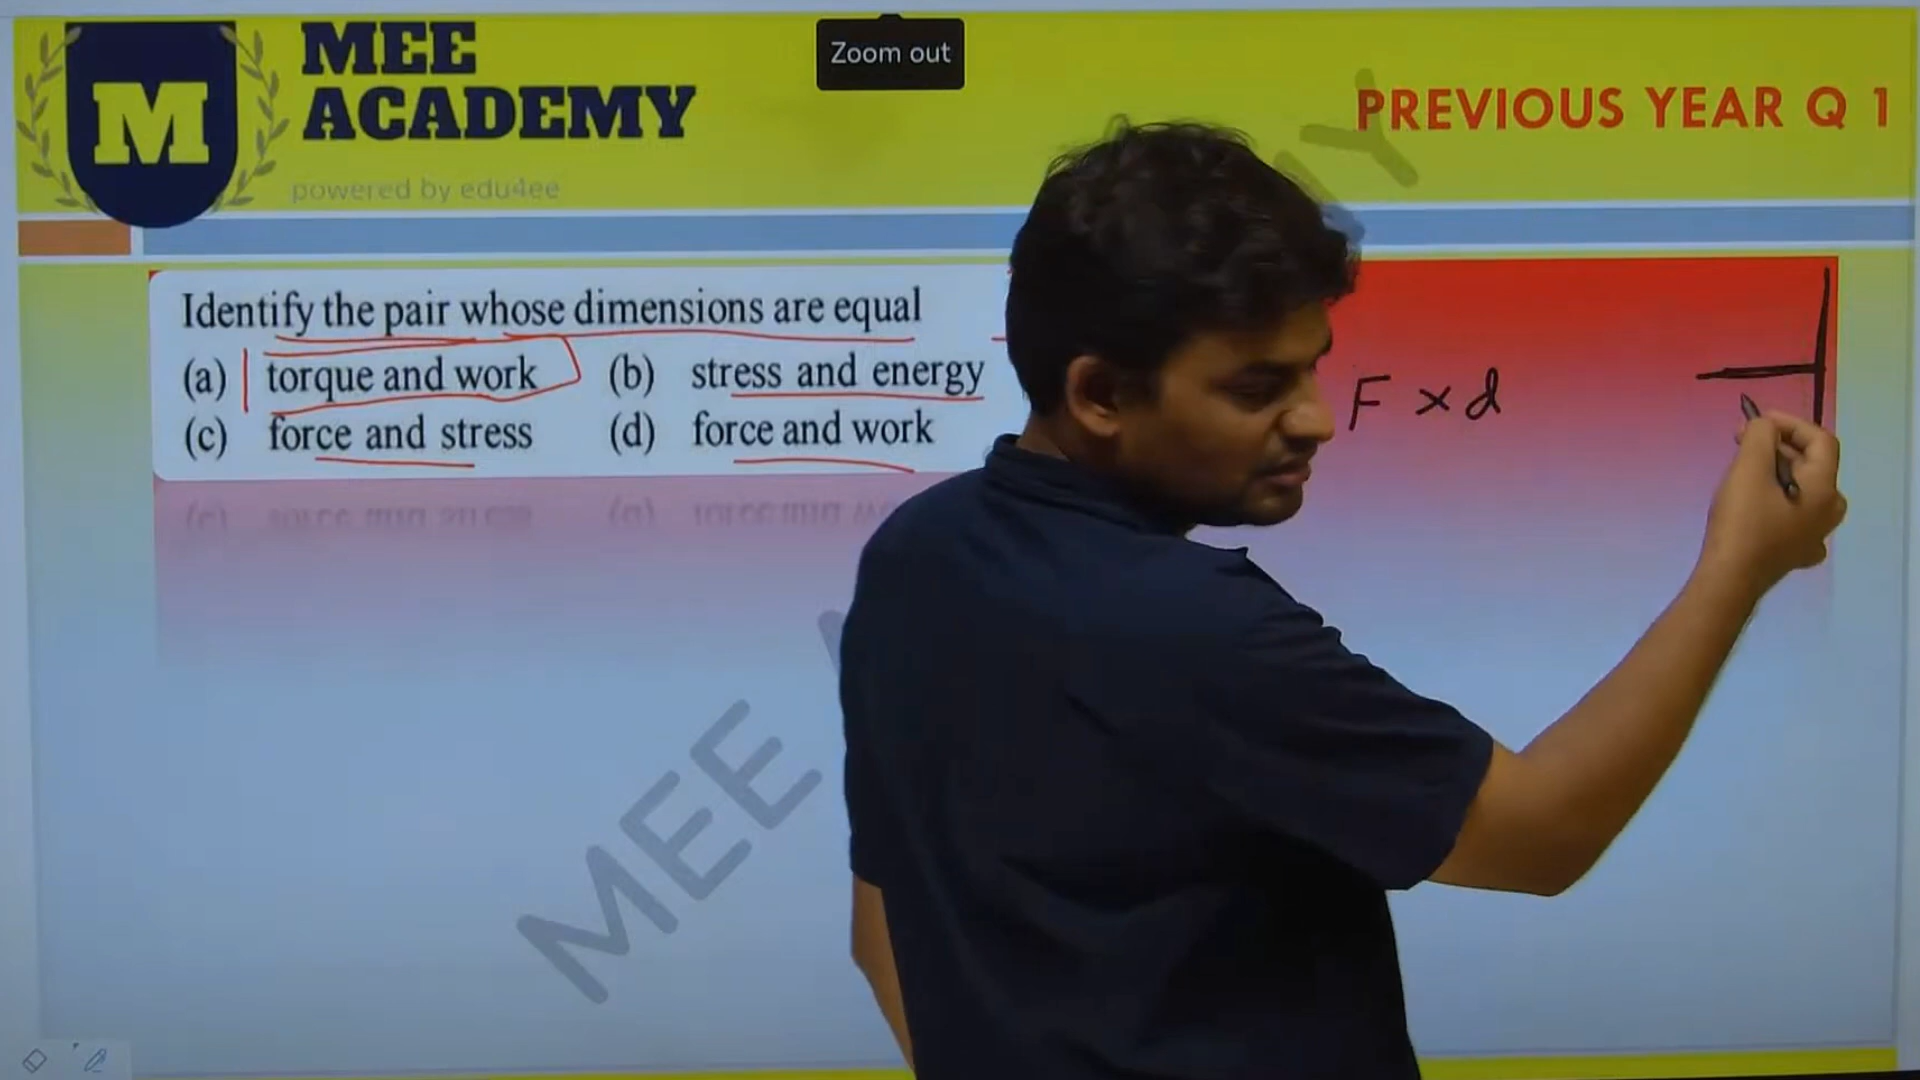 MEE
ACADEMY
M
powered by edu4ee
Zoom out
PREVIOUS YEAR Q 1
Identify the pair whose dimensions are equal
(a) torque and work (b) stress and energy
(c) force and stress (d) force and work
F × d
MEE